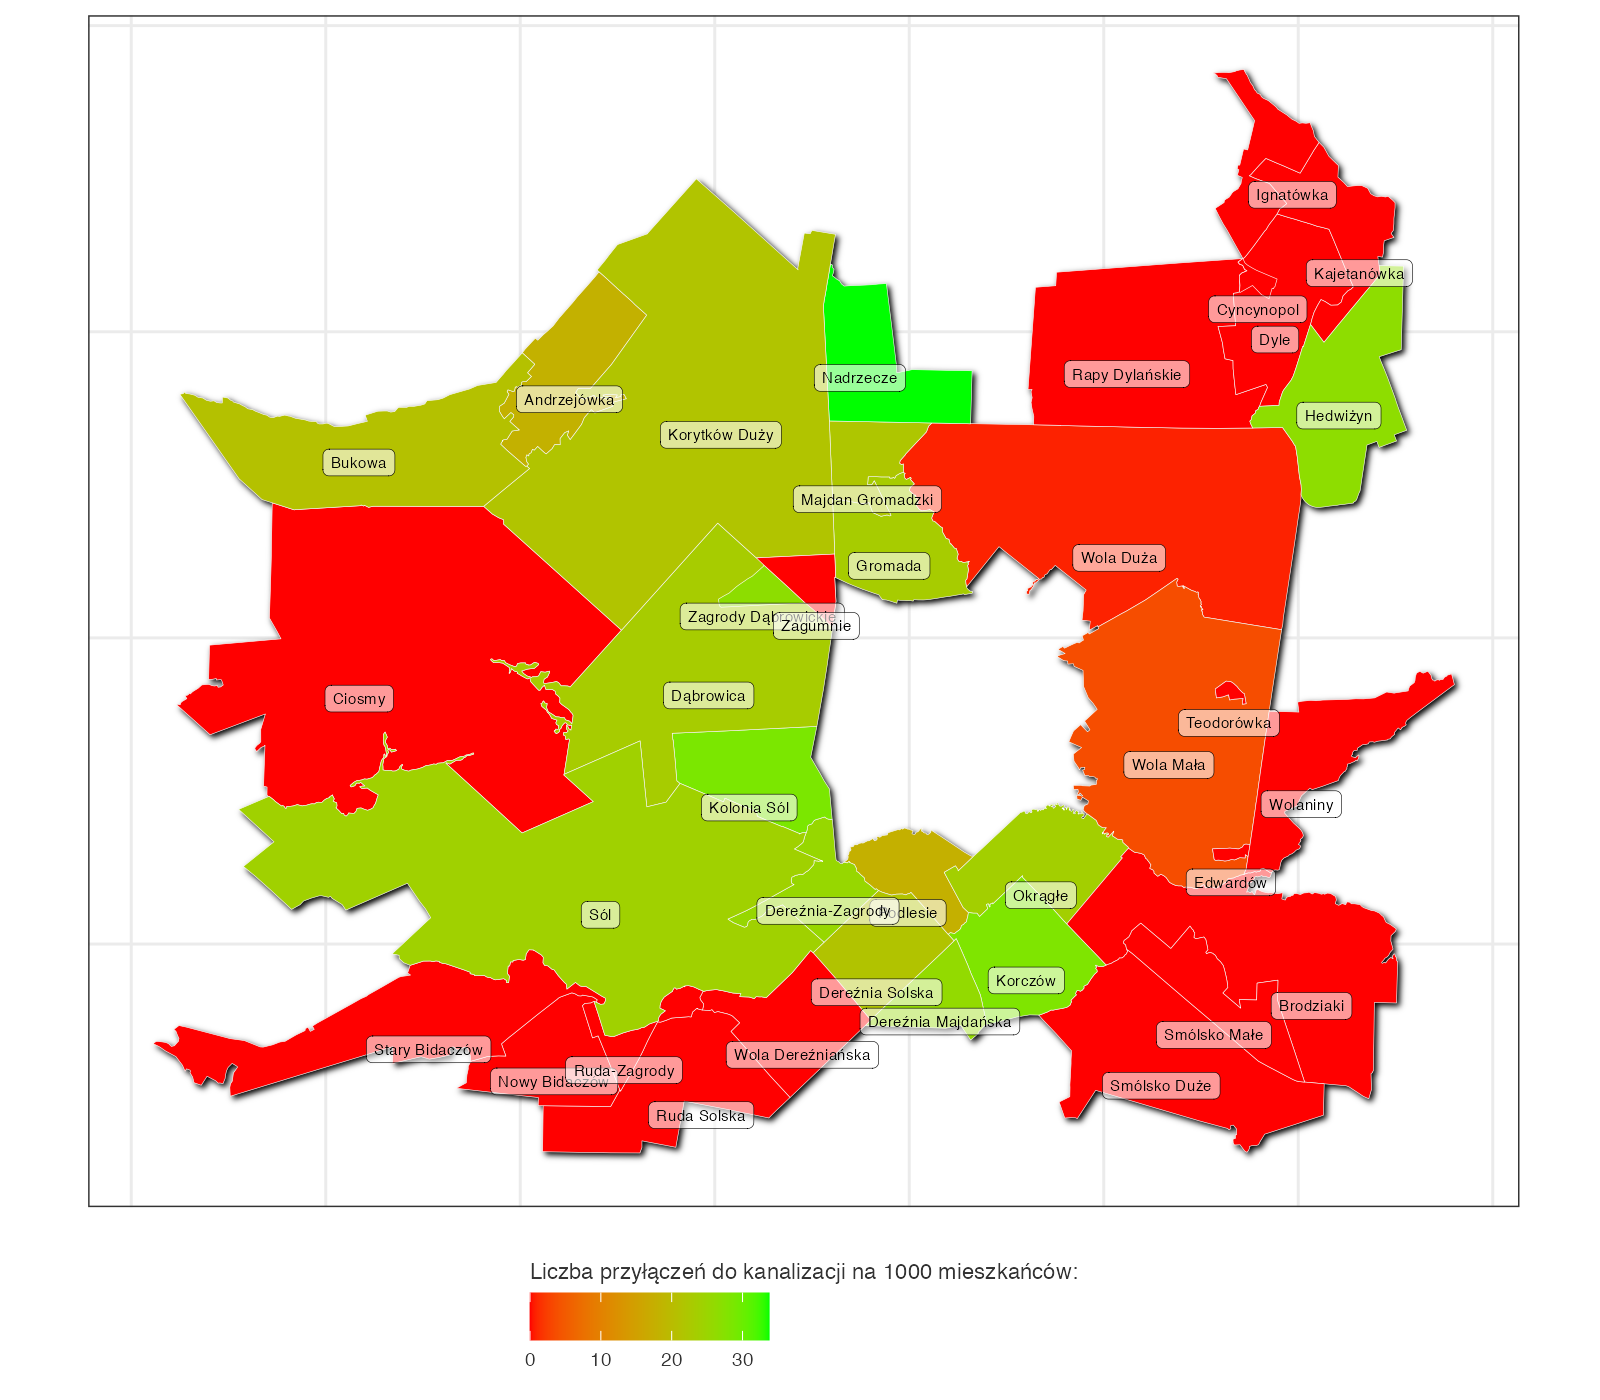 Ignatówka
Kajetanówka
Cyncynopol
Dyle
Rapy Dylańskie
Nadrzecze
Andrzejówka
Hedwiżyn
Korytków Duży
Bukowa
Majdan Gromadzki
Wola Duża
Gromada
Zagrody Dąbrowickie
Zagumnie
Dąbrowica
Ciosmy
Teodorówka
Wola Mała
Wolaniny
Kolonia Sól
Edwardów
Okrągłe
Dereźnia-Zagrody
Podlesie
Sól
Korczów
Dereźnia Solska
Brodziaki
Dereźnia Majdańska
Smólsko Małe
Stary Bidaczów
Wola Dereźniańska
Ruda-Zagrody
Nowy Bidaczów
Smólsko Duże
Ruda Solska
Liczba przyłączeń do kanalizacji na 1000 mieszkańców:
0 10 20 30